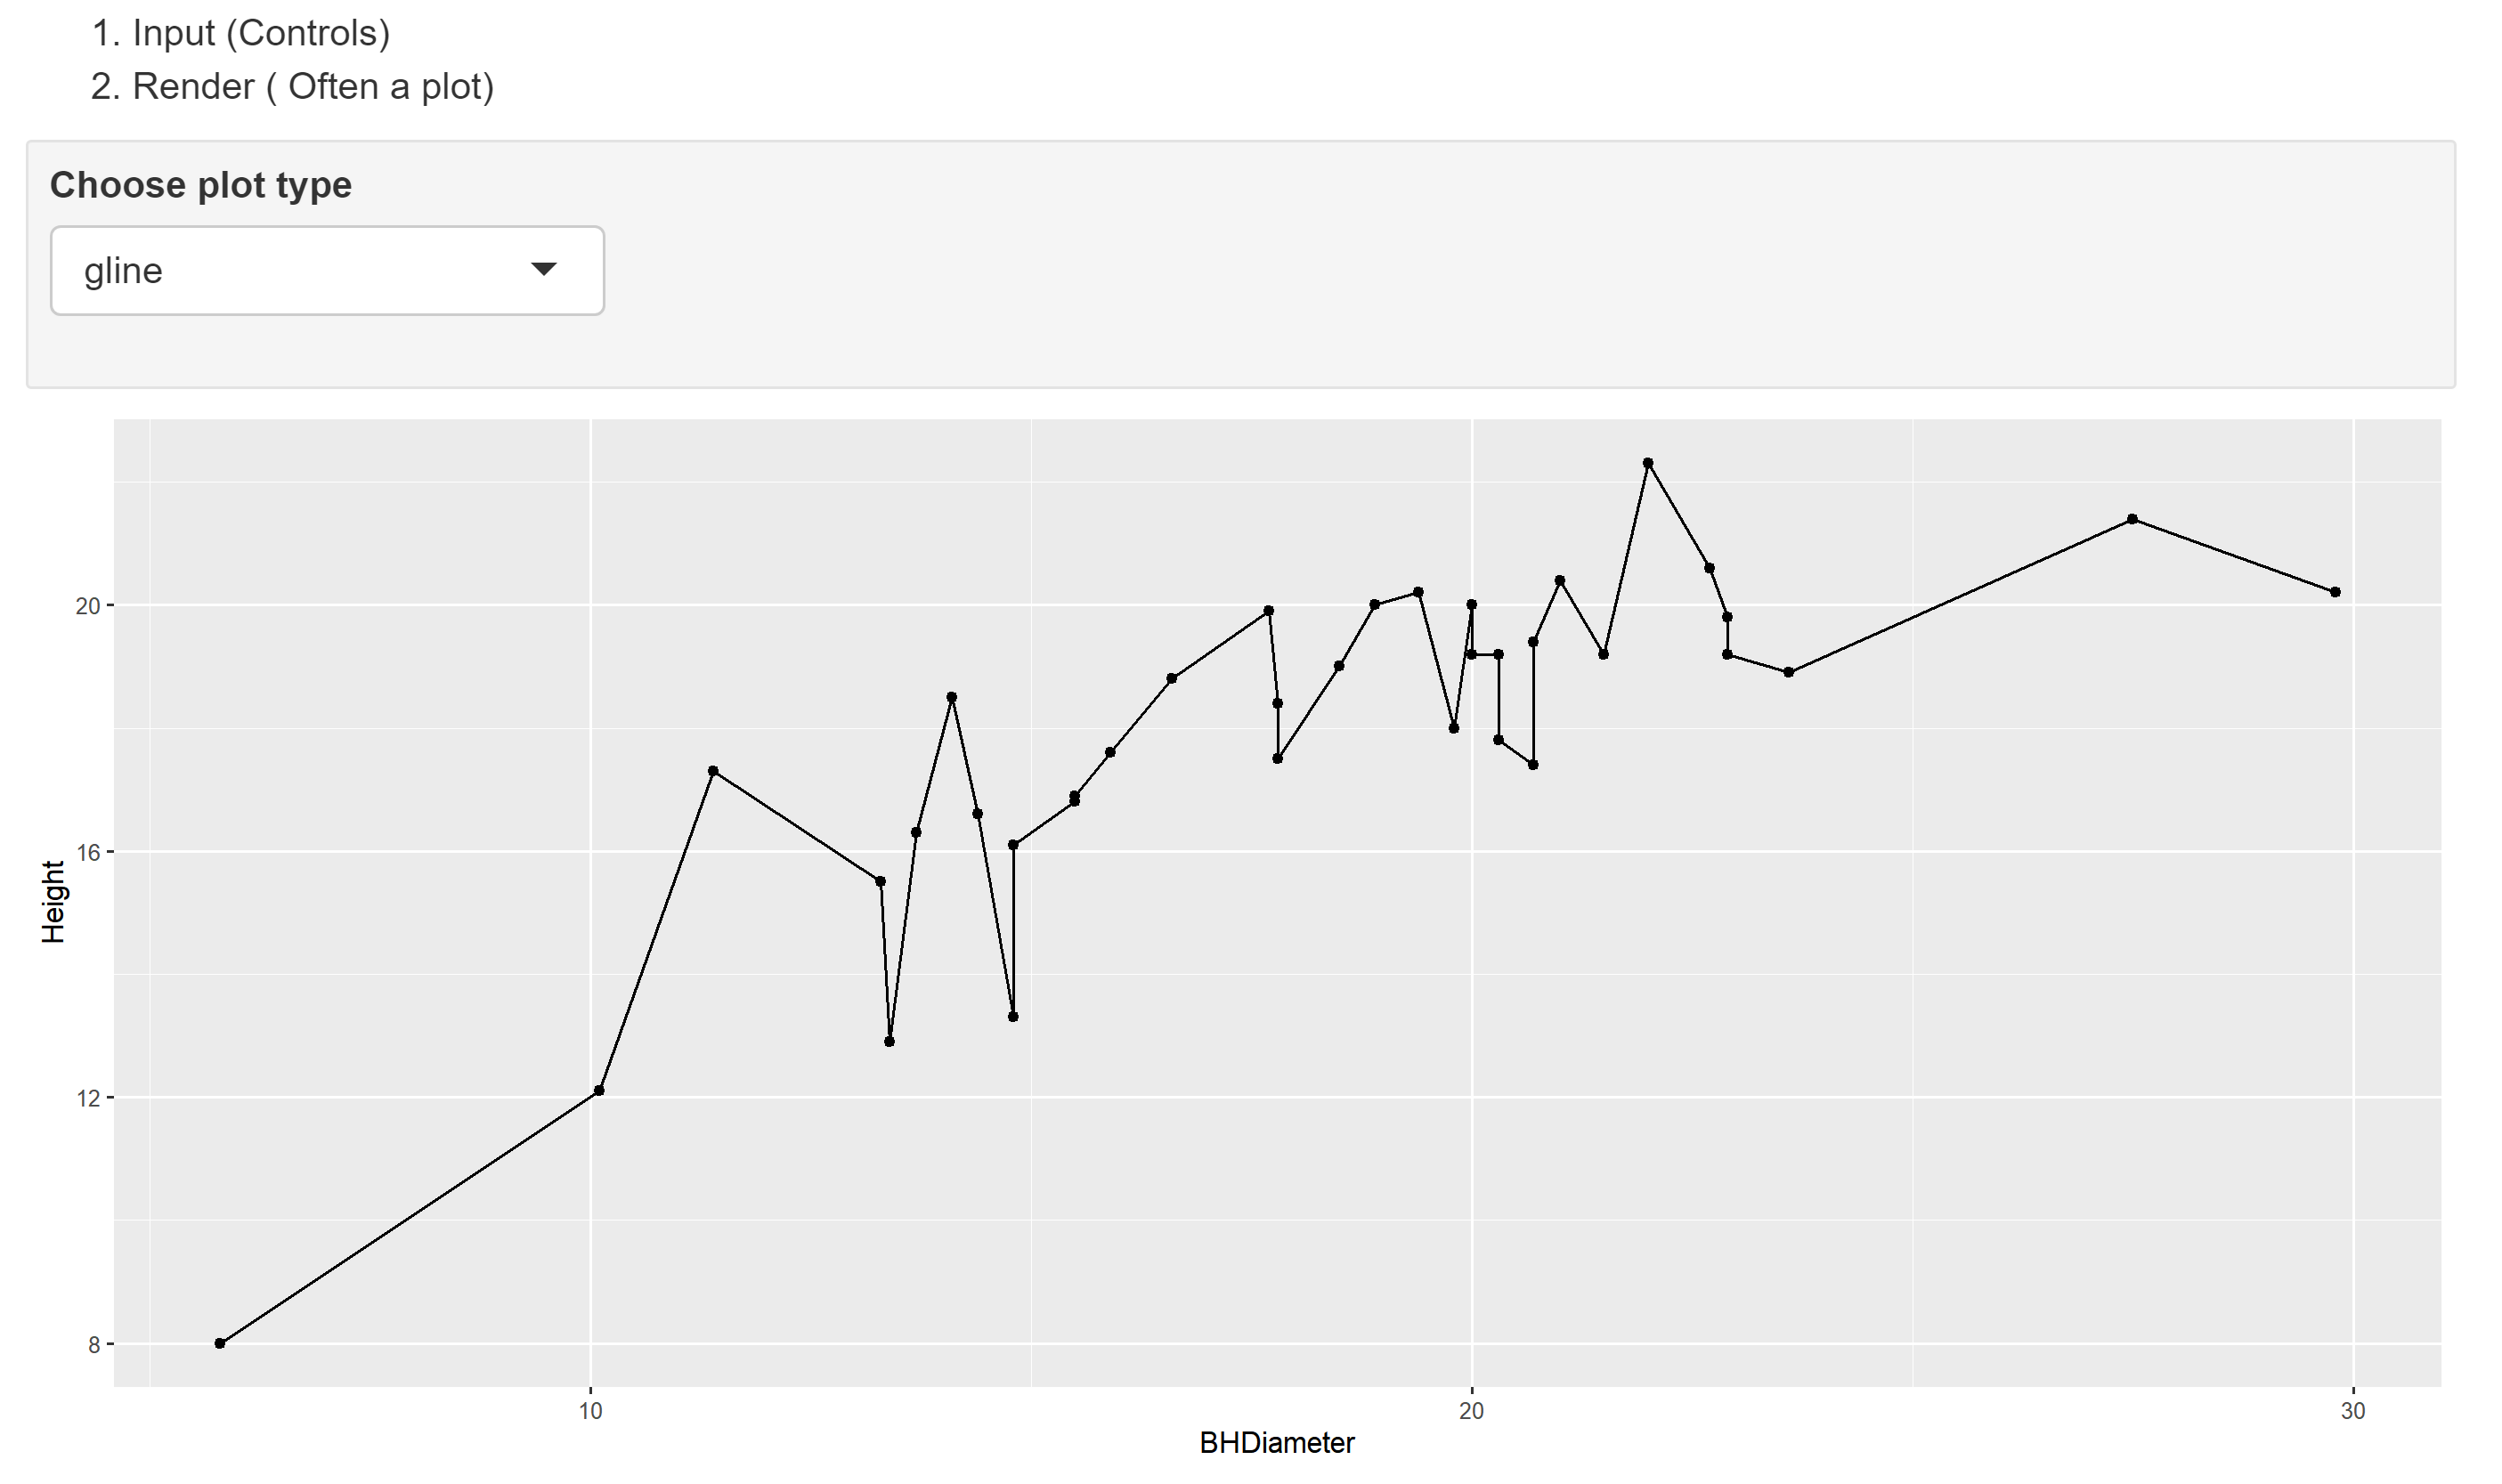 1. Input (Controls)
2. Render ( Often a plot)
Choose plot type
gline
20
16
12
8
Height
10
20
30
BHDiameter